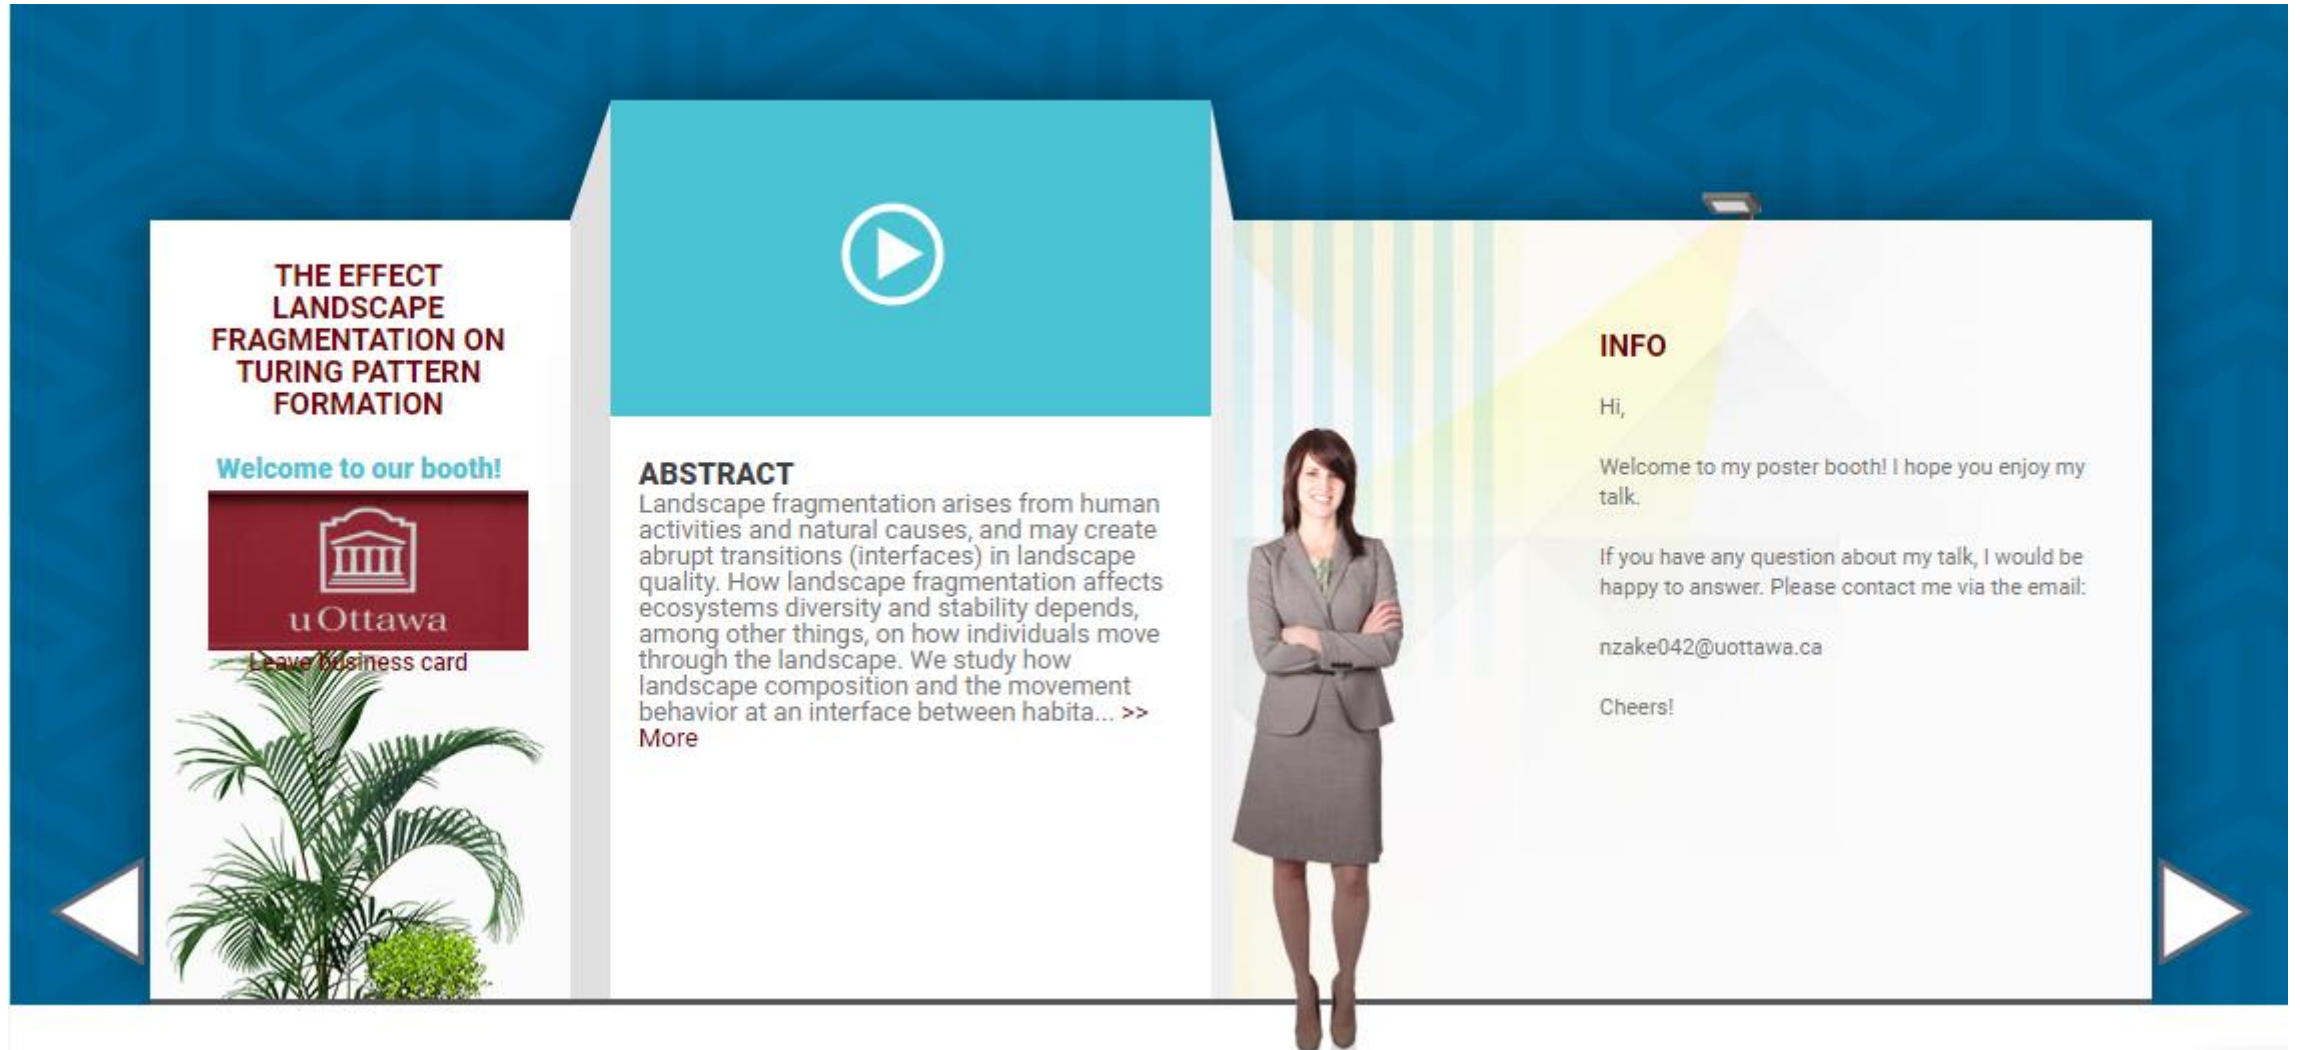 THE EFFECT
LANDSCAPE
FRAGMENTATION ON
TURING PATTERN
FORMATION
Welcome to our booth!
uOttawa
Leave business card
ABSTRACT
Landscape fragmentation arises from human
activities and natural causes, and may create
abrupt transitions (interfaces) in landscape
quality. How landscape fragmentation affects
ecosystems diversity and stability depends,
among other things, on how individuals move
through the landscape. We study how
landscape composition and the movement
behavior at an interface between habita... >>
More
INFO
Hi,
Welcome to my poster booth! I hope you enjoy my
talk.
If you have any question about my talk, I would be
happy to answer. Please contact me via the email:
nzake042@uottawa.ca
Cheers!